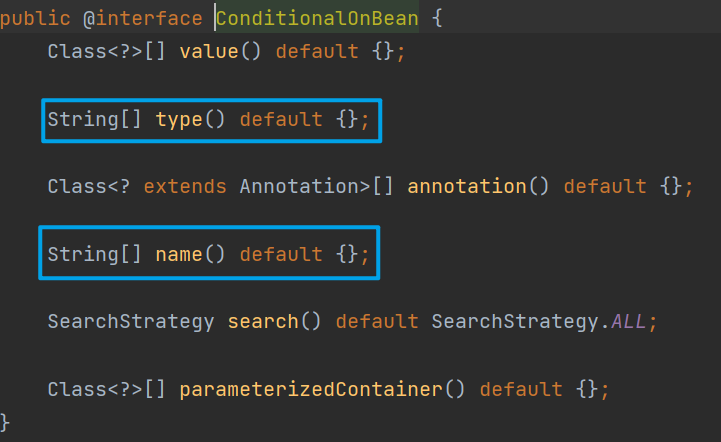 public @interface ConditionalOnBean {
Class<?>[] value() default {};
String[] type() default {};
Class<? extends Annotation>[] annotation() default {};
String[] name() default {};
SearchStrategy search() default SearchStrategy.ALL;
Class<?>[] parameterizedContainer() default {};
}